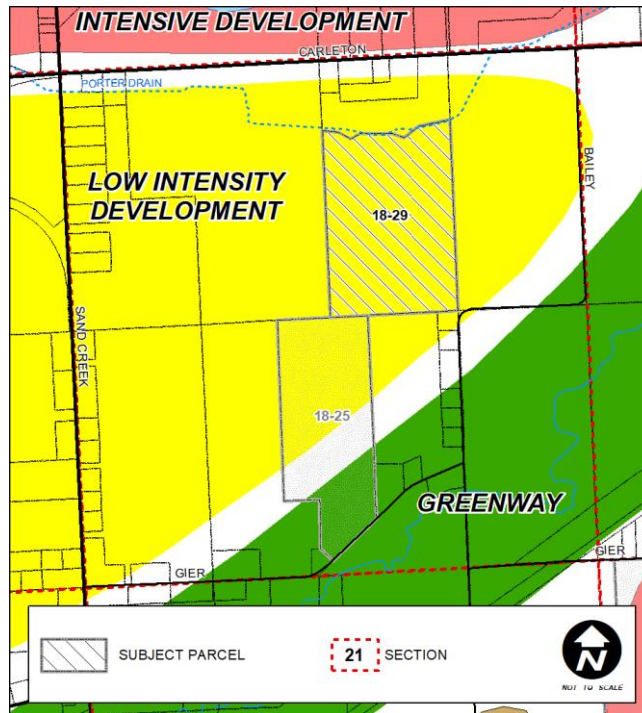 INTENSIVE DEVELOPMENT
CARLETON
PORTER DRAIN
LOW INTENSITY
DEVELOPMENT
18-29
BAILEY
SAND CREEK
18-25
GREENWAY
GIER
GIER
SUBJECT PARCEL
21
SECTION
N
NOT TO SCALE